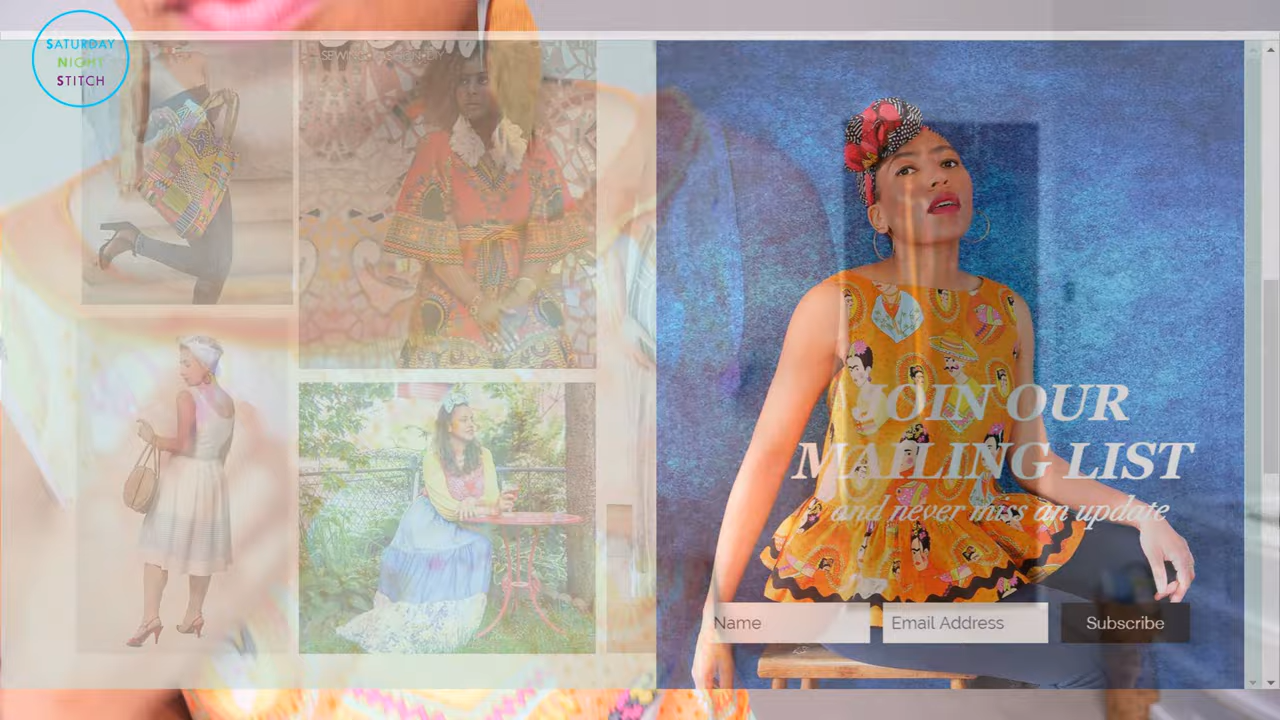 SATURDAY
NIGHT
STITCH
JOIN OUR
MAILING LIST
and never miss an update
Name
Email Address
Subscribe